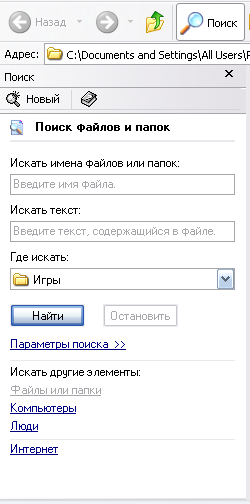 Назад Поиск
Адрес: C:\Documents and Settings\All Users\Р
Поиск
Новый
Поиск файлов и папок
Искать имена файлов или папок:
Введите имя файла.
Искать текст:
Введите текст, содержащийся в файле.
Где искать:
Игры
Найти Остановить
Параметры поиска >>
Искать другие элементы:
Файлы или папки
Компьютеры
Люди
Интернет